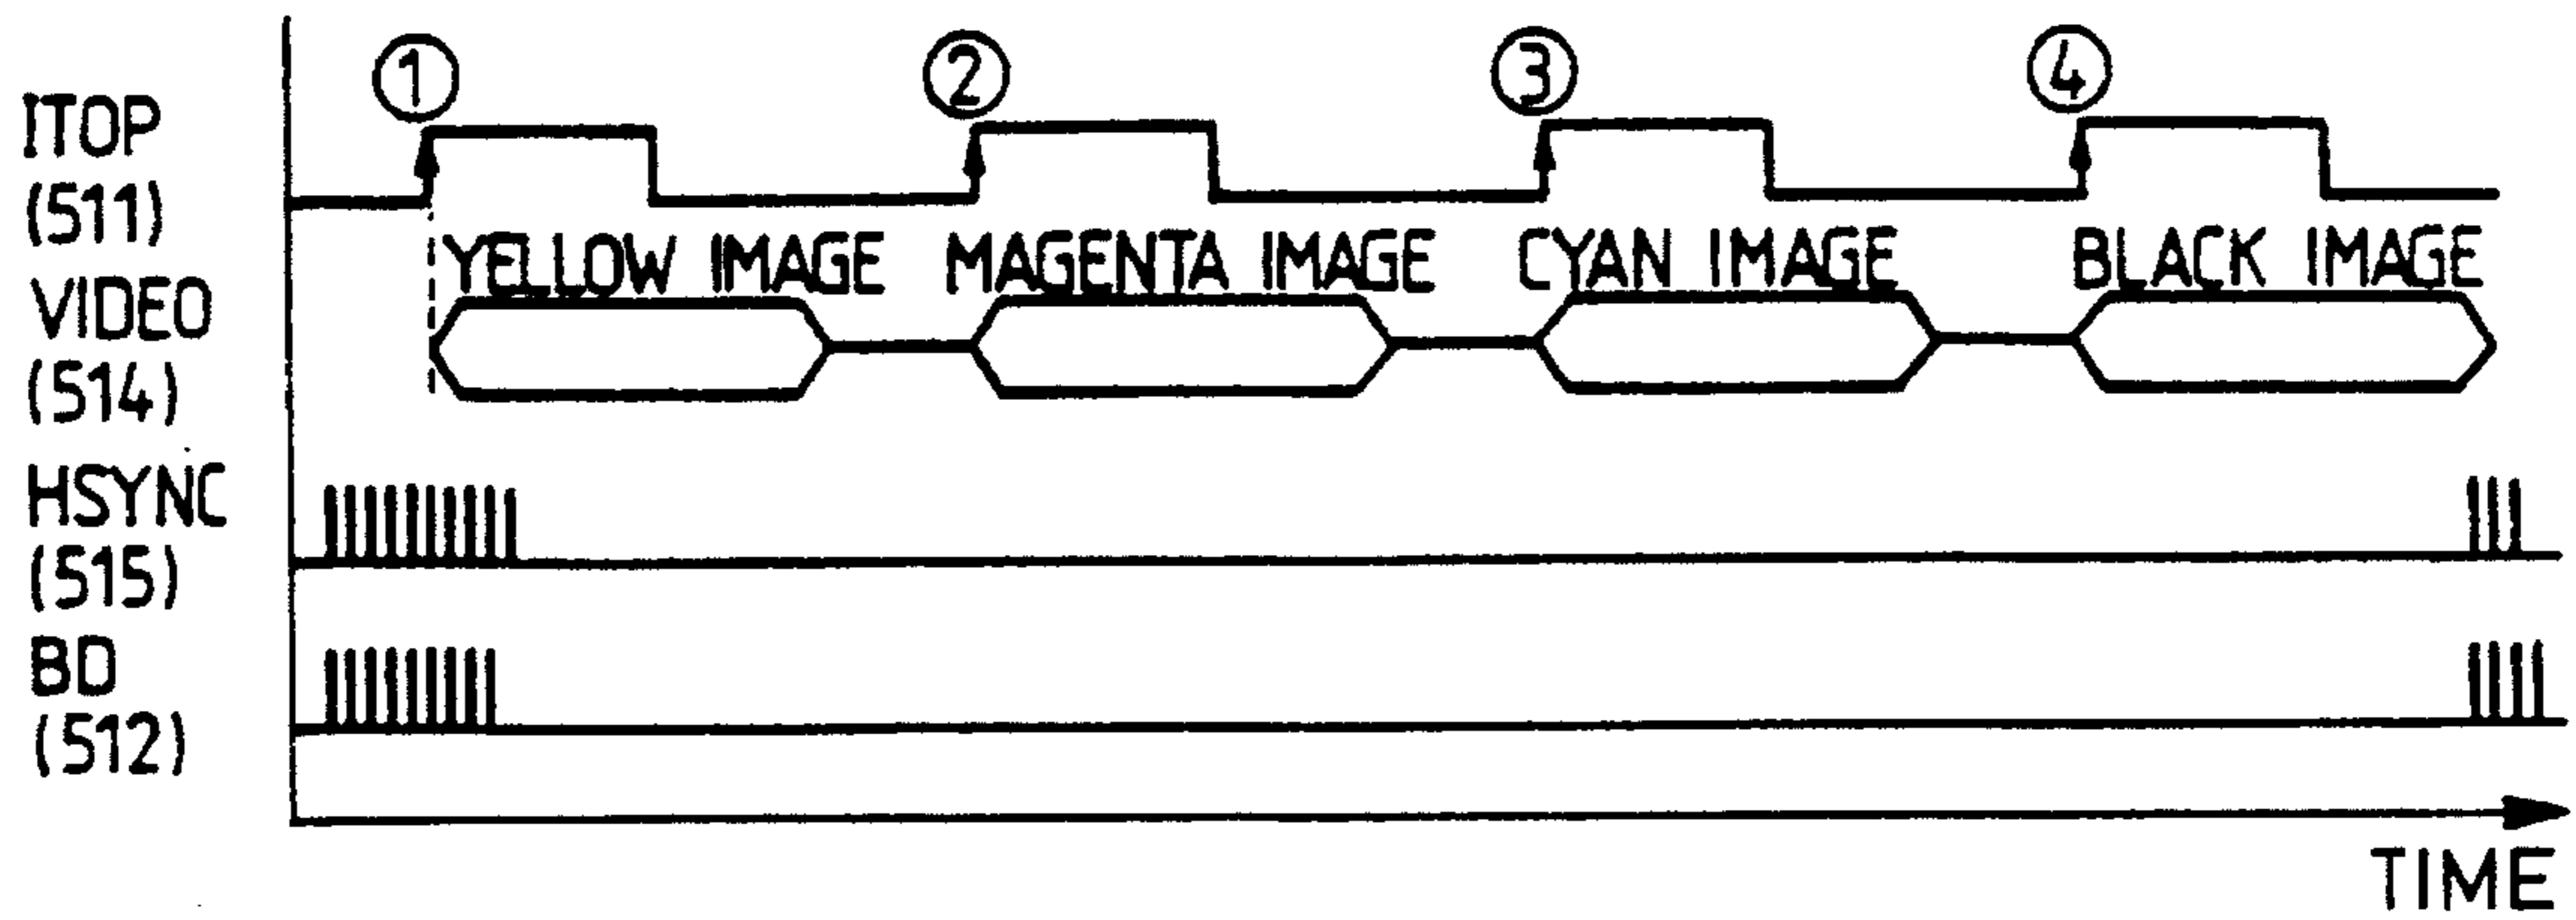 ① ② ③ ④
ITOP
(511)
YELLOW IMAGE MAGENTA IMAGE CYAN IMAGE BLACK IMAGE
VIDEO
(514)
HSYNC
(515)
BD
(512)
TIME